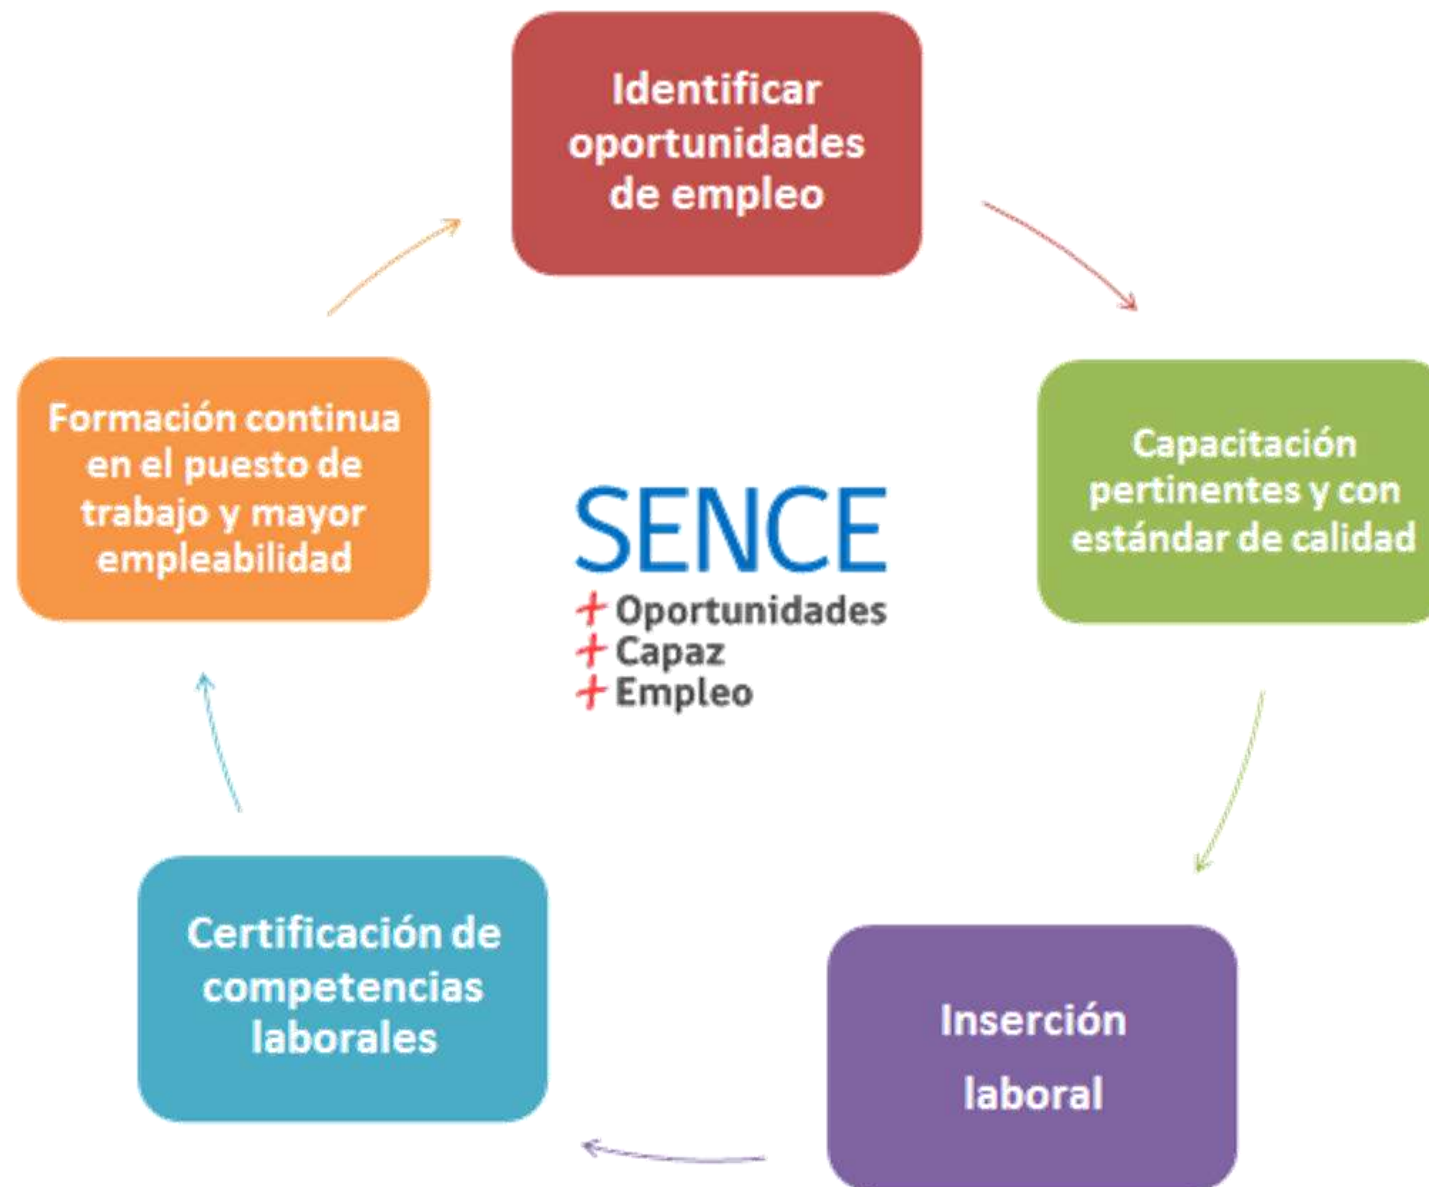 Identificar
oportunidades
de empleo
Formación continua
en el puesto de
trabajo y mayor
empleabilidad
Capacitación
pertinentes y con
estándar de calidad
SENCE
+ Oportunidades
+ Capaz
+ Empleo
Certificación de
competencias
laborales
Inserción
laboral